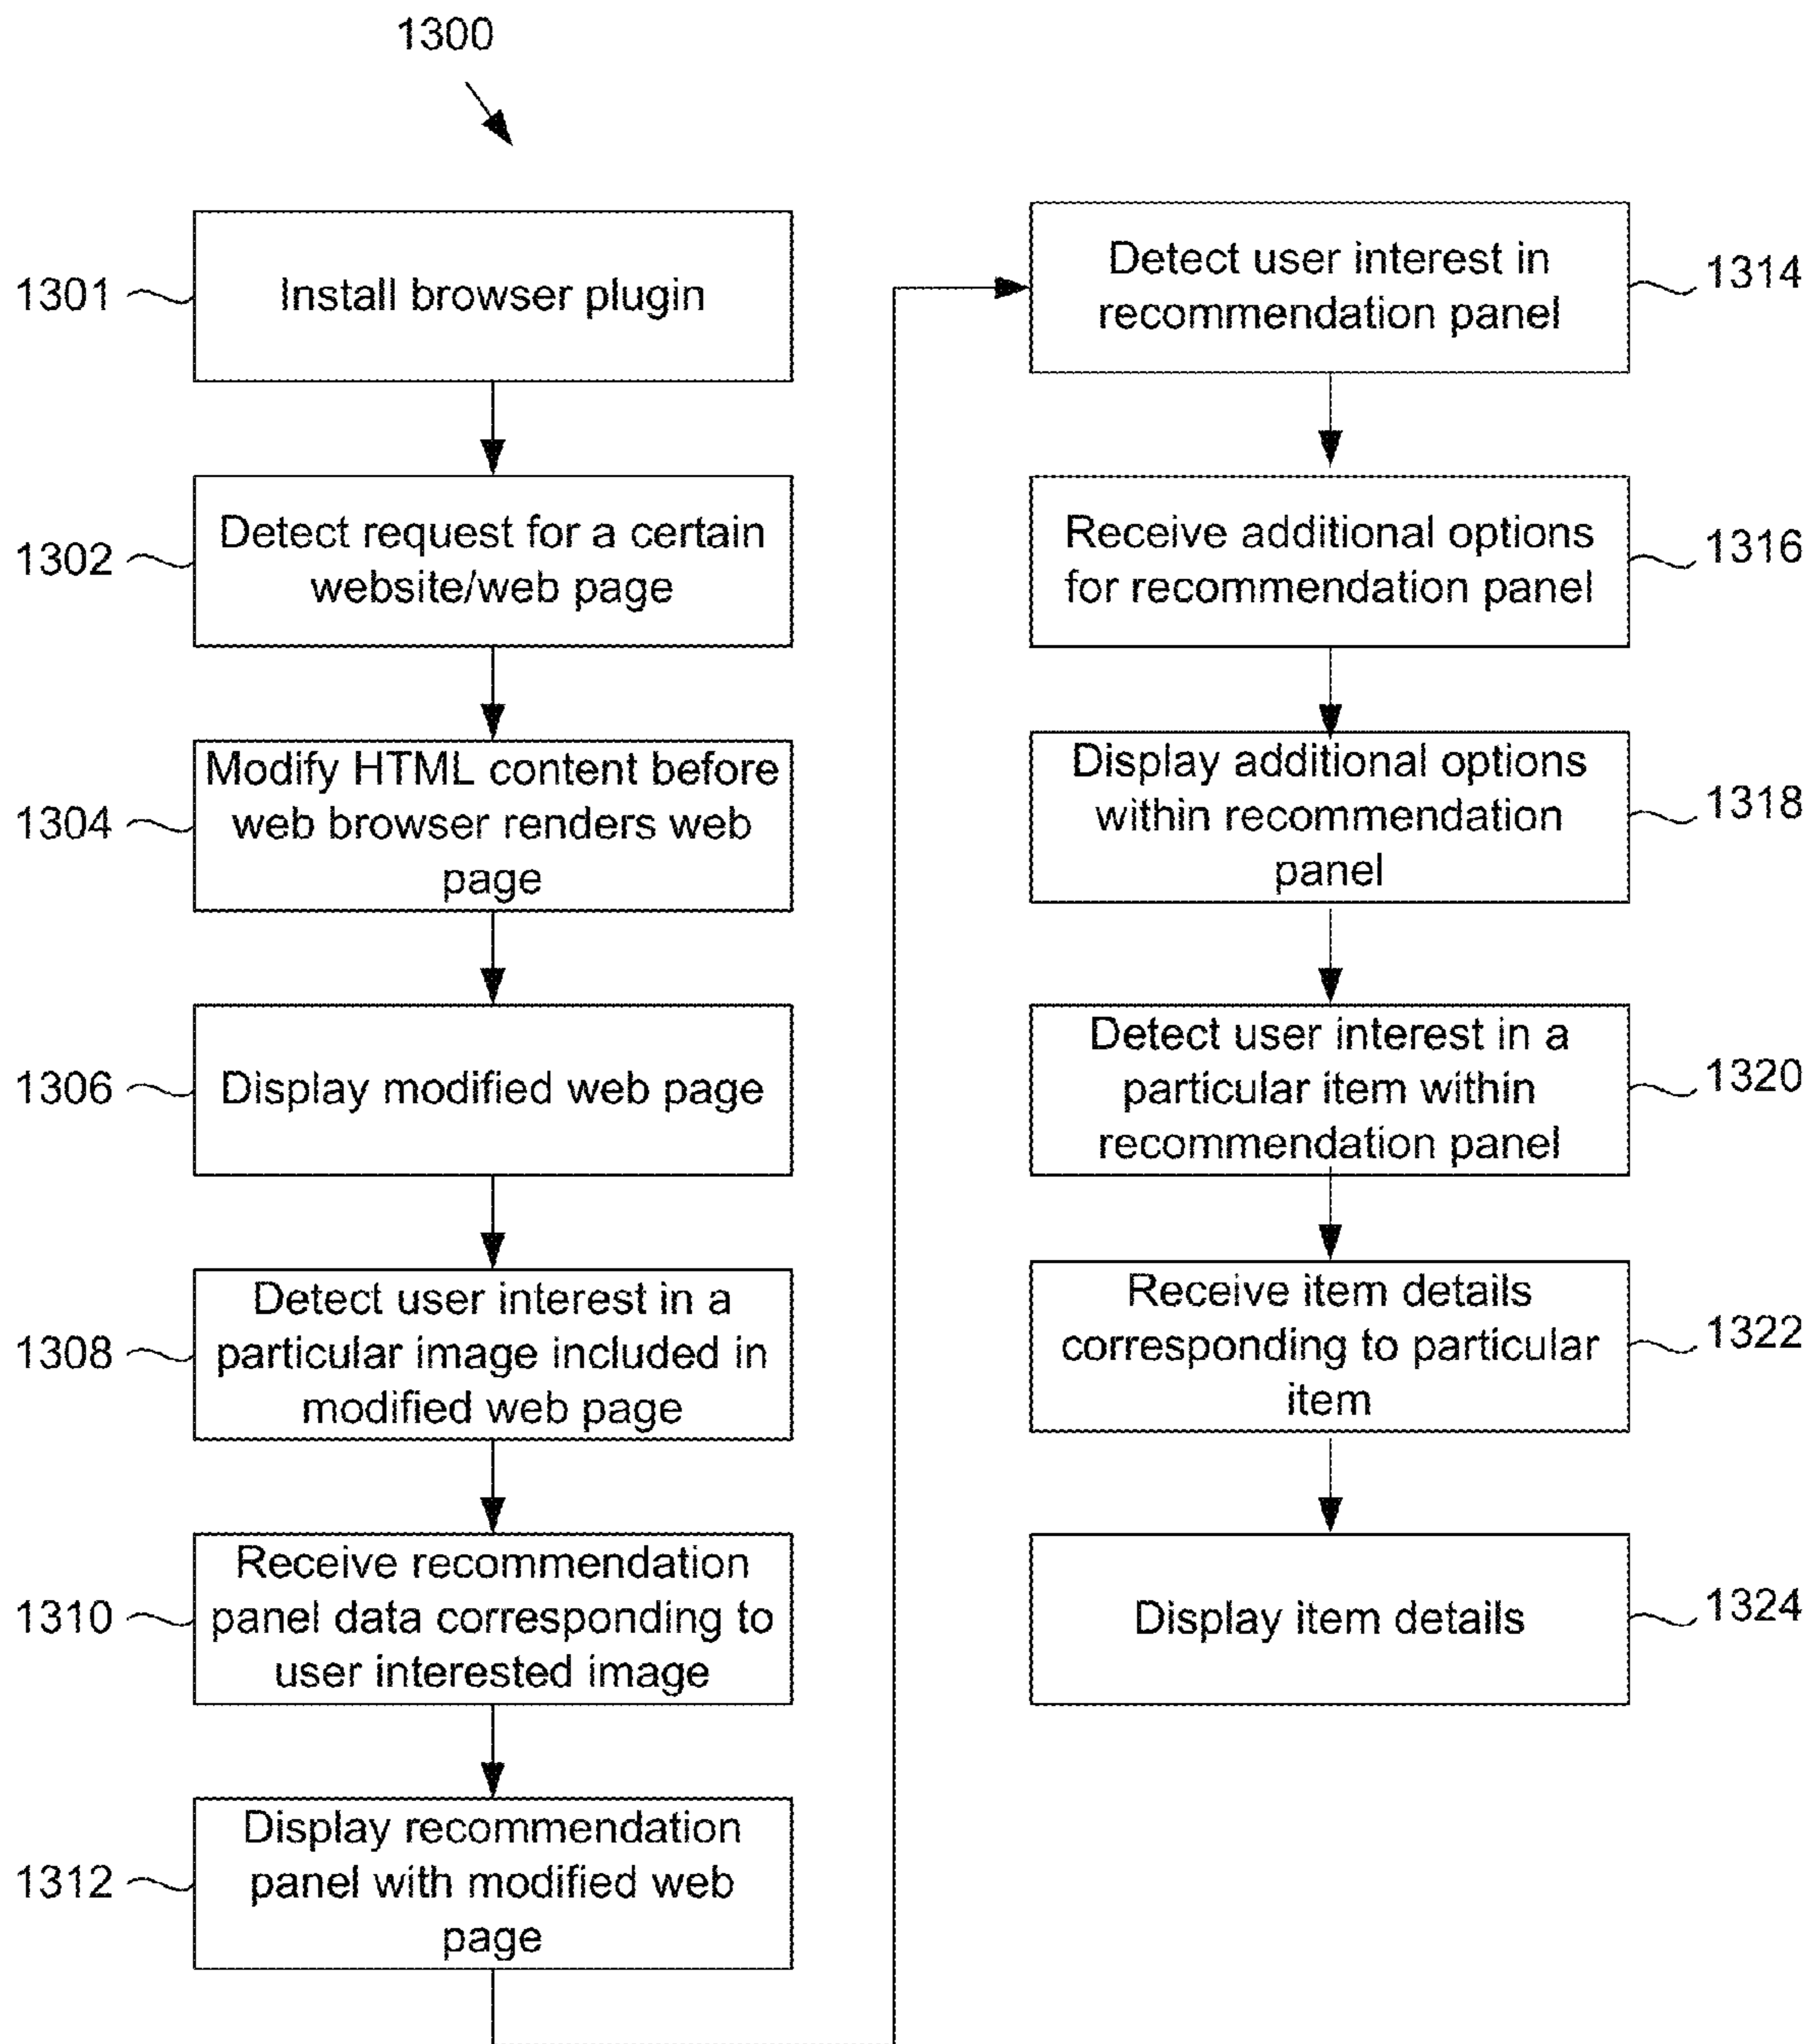 1300
1301
Install browser plugin
1302
Detect request for a certain
website/web page
1304
Modify HTML content before
web browser renders web
page
1306
Display modified web page
1308
Detect user interest in a
particular image included in
modified web page
1310
Receive recommendation
panel data corresponding to
user interested image
1312
Display recommendation
panel with modified web
page
Detect user interest in
recommendation panel
1314
Receive additional options
for recommendation panel
1316
Display additional options
within recommendation
panel
1318
Detect user interest in a
particular item within
recommendation panel
1320
Receive item details
corresponding to particular
item
1322
Display item details
1324